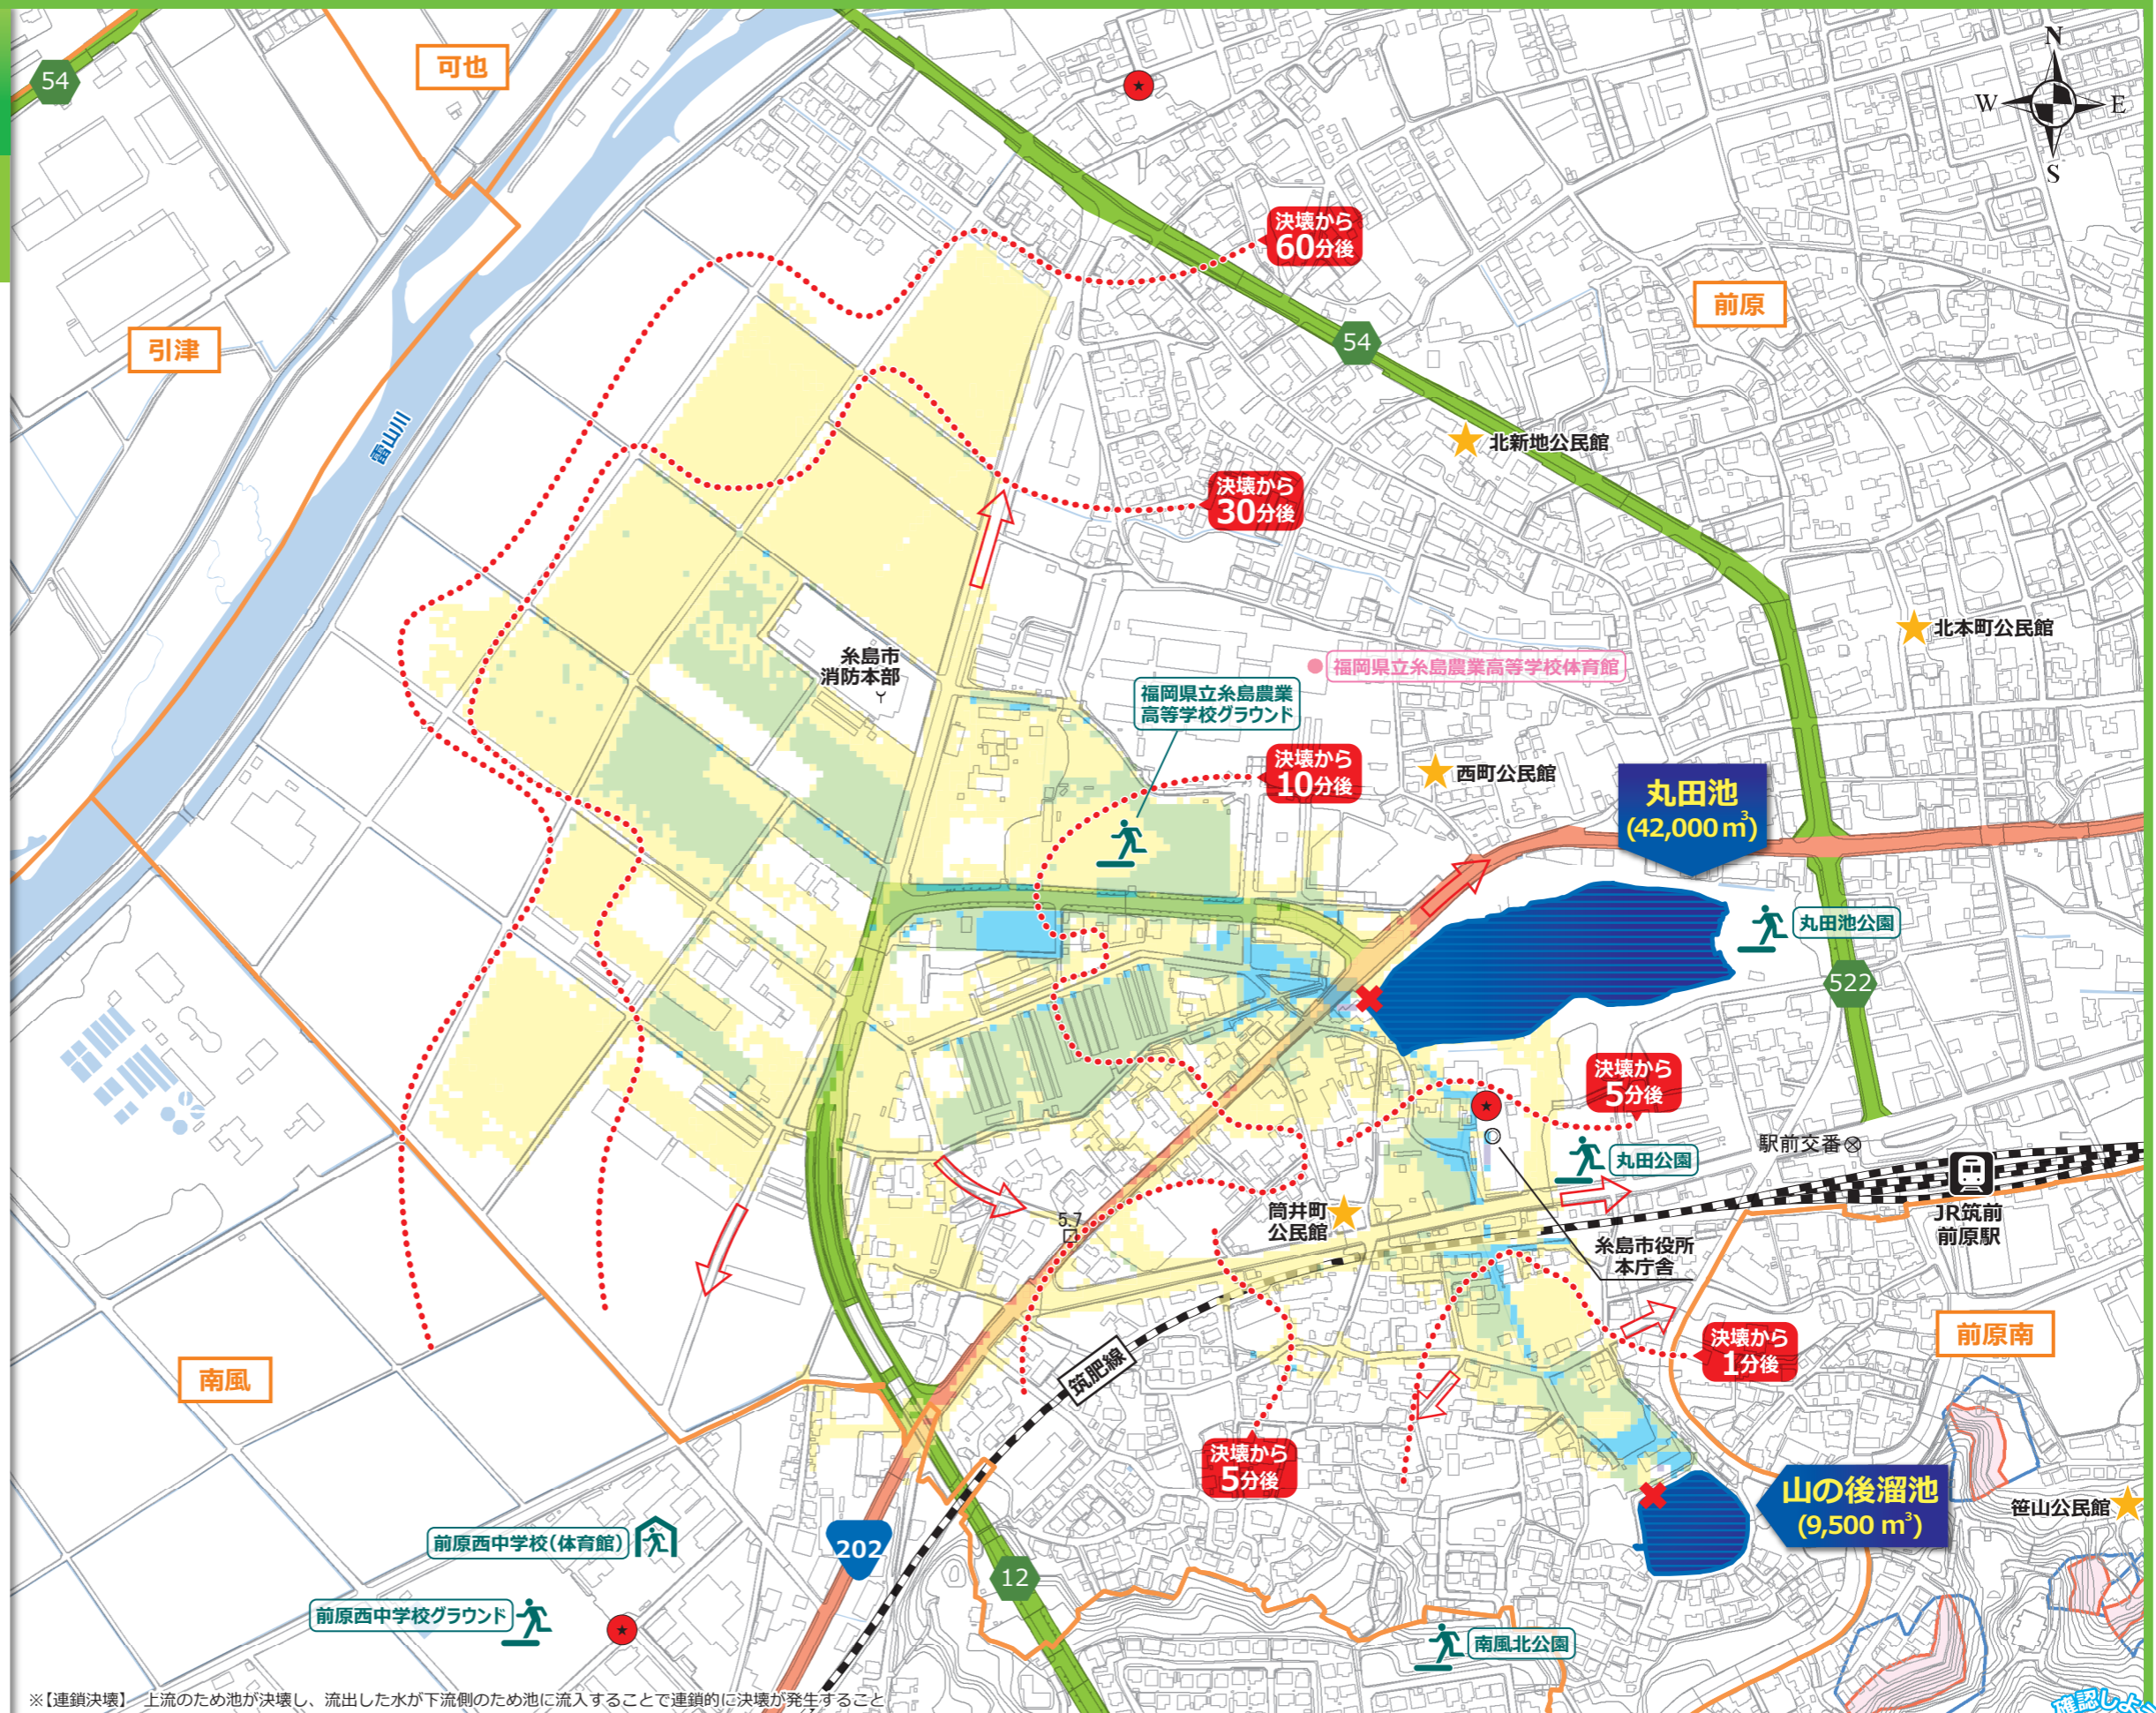 54
可也
N
W
E
S
決壊から
60分後
前原
引津
54
雷山川
北新地公民館
決壊から
30分後
北本町公民館
糸島市
消防本部
福岡県立糸島農業高等学校体育館
福岡県立糸島農業
高等学校グラウンド
決壊から
10分後
西町公民館
丸田池
(42,000㎥)
丸田池公園
522
決壊から
5分後
駅前交番
丸田公園
JR筑前
前原駅
5.7
筒井町
公民館
糸島市役所
本庁舎
前原南
決壊から
1分後
南風
筑肥線
決壊から
5分後
山の後溜池
(9,500㎥)
笹山公民館
前原西中学校(体育館)
202
12
前原西中学校グラウンド
南風北公園
※【連鎖決壊】 上流のため池が決壊し、流出した水が下流側のため池に流入することで連鎖的に決壊が発生すること
確認しよ